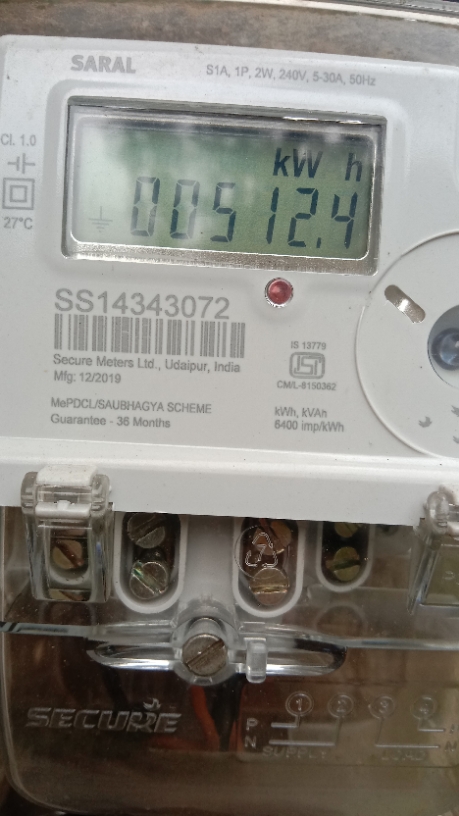 SARAL
S1A, 1P, 2W, 240V, 5-30A, 50Hz
Cl. 1.0
27°C
kW h
00512.4
SS14343072
Secure Meters Ltd., Udaipur, India
Mfg: 12/2019
MePDCL/SAUBHAGYA SCHEME
Guarantee - 36 Months
IS 13779
ISI
CM/L-8150362
kWh, kVAh
6400 imp/kWh
SECURE
1 2 3
P
N
SUPPLY LOAD